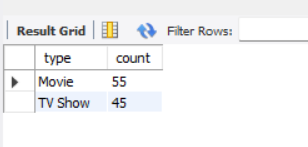 Result Grid Filter Rows:
type count
Movie 55
TV Show 45